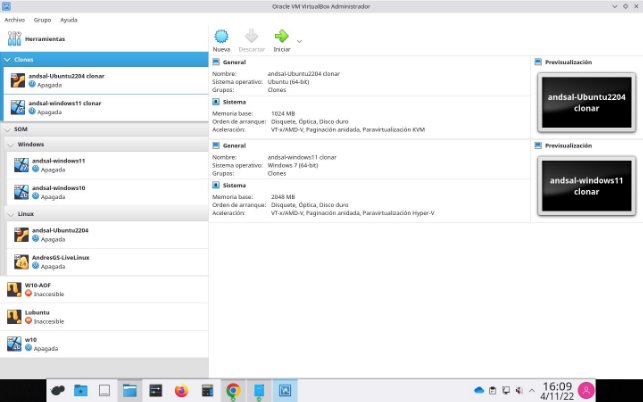 Oracle VM VirtualBox Administrador
Archivo Grupo Ayuda
Herramientas
Nueva Descartar Iniciar
Clones
andsal-Ubuntu2204 clonar
Apagada
andsal-windows11 clonar
Apagada
SOM
Windows
andsal-windows11
Apagada
andsal-windows10
Apagada
Linux
andsal-Ubuntu2204
Apagada
AndresGS-LiveLinux
Apagada
W10-AOF
Inaccesible
Lubuntu
Inaccesible
w10
Apagada
General
Nombre: andsal-Ubuntu2204 clonar
Sistema operativo: Ubuntu (64-bit)
Grupos: Clones
Sistema
Memoria base: 1024 MB
Orden de arranque: Disquete, Óptica, Disco duro
Aceleración: VT-x/AMD-V, Paginación anidada, Paravirtualización KVM
Previsualización
andsal-Ubuntu2204
clonar
General
Nombre: andsal-windows11 clonar
Sistema operativo: Windows 7 (64-bit)
Grupos: Clones
Sistema
Memoria base: 2048 MB
Orden de arranque: Disquete, Óptica, Disco duro
Aceleración: VT-x/AMD-V, Paginación anidada, Paravirtualización Hyper-V
Previsualización
andsal-windows11
clonar
16:09
4/11/22